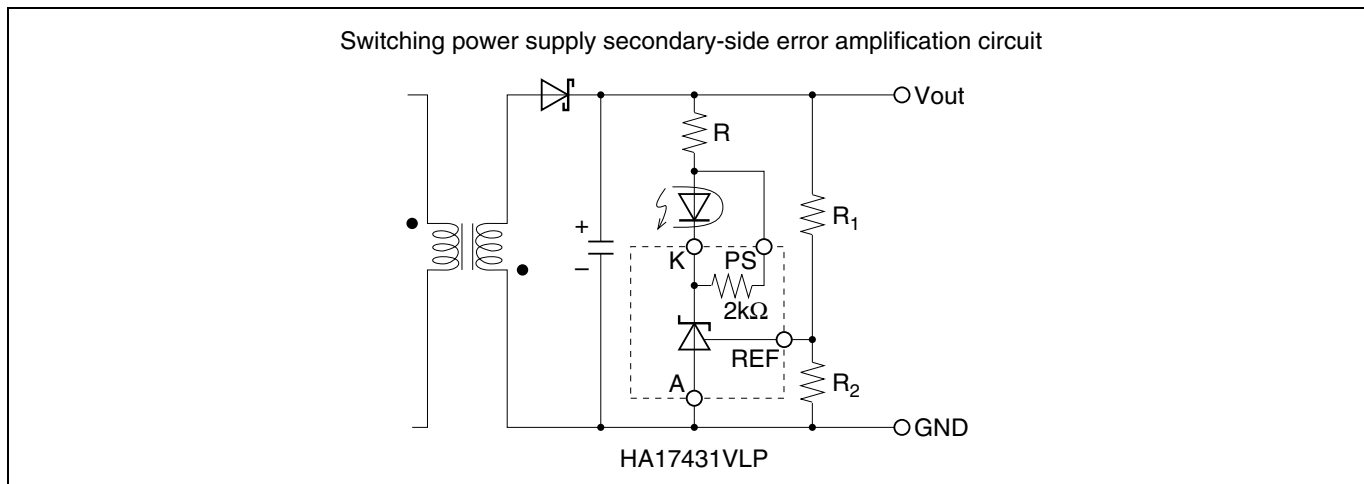 Switching power supply secondary-side error amplification circuit
Vout
R
R₁
+
–
K
PS
2kΩ
REF
A
R₂
GND
HA17431VLP